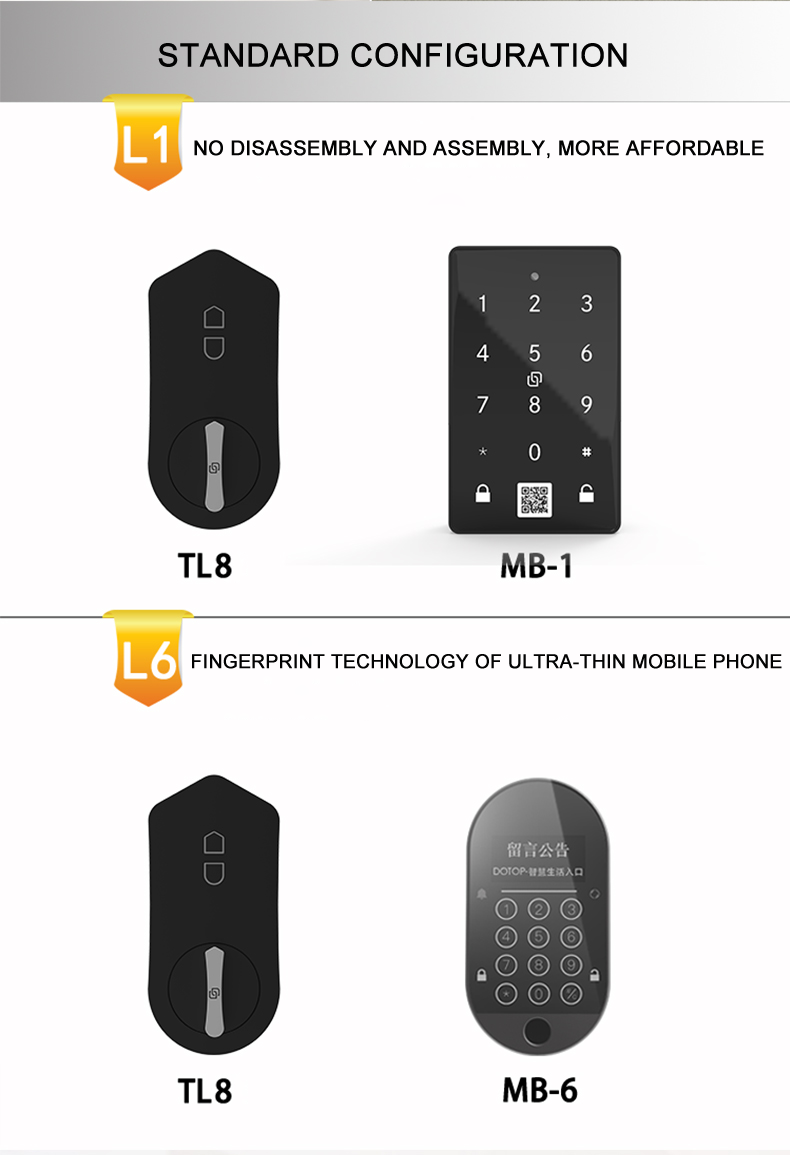 STANDARD CONFIGURATION
L1
NO DISASSEMBLY AND ASSEMBLY, MORE AFFORDABLE
1 2 3
4 5 6
7 8 9
* 0 #
TL8
MB-1
L6
FINGERPRINT TECHNOLOGY OF ULTRA-THIN MOBILE PHONE
留言公告
DOTOP-智慧生活入口
1 2 3
4 5 6
7 8 9
* 0 #
TL8
MB-6